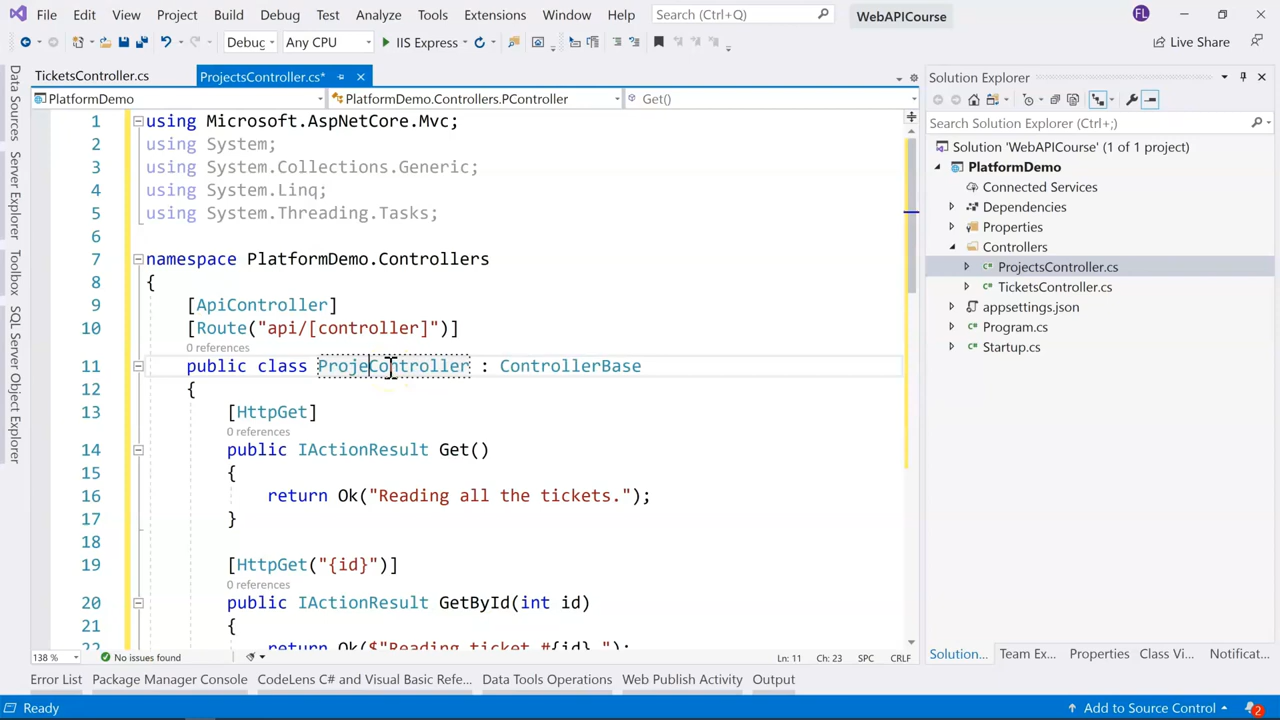 File Edit View Project Build Debug Test Analyze Tools Extensions Window Help Search (Ctrl+Q) WebAPICourse FL
Debug Any CPU IIS Express Live Share
TicketsController.cs ProjectsController.cs*
PlatformDemo PlatformDemo.Controllers.PController Get()
1 using Microsoft.AspNetCore.Mvc;
2 using System;
3 using System.Collections.Generic;
4 using System.Linq;
5 using System.Threading.Tasks;
6
7 namespace PlatformDemo.Controllers
8 {
9 [ApiController]
10 [Route("api/[controller]")]
0 references
11 public class ProjeController : ControllerBase
12 {
13 [HttpGet]
0 references
14 public IActionResult Get()
15 {
16 return Ok("Reading all the tickets.");
17 }
18
19 [HttpGet("{id}")]
0 references
20 public IActionResult GetById(int id)
21 {
22 return Ok($"Reading ticket #{id}.");
138 % No issues found Ln: 11 Ch: 23 SPC CRLF
Data Sources
Server Explorer
Toolbox
SQL Server Object Explorer
Solution Explorer
Search Solution Explorer (Ctrl+;)
Solution 'WebAPICourse' (1 of 1 project)
PlatformDemo
Connected Services
Dependencies
Properties
Controllers
ProjectsController.cs
TicketsController.cs
appsettings.json
Program.cs
Startup.cs
Solution... Team Ex... Properties Class Vi... Notificat...
Error List Package Manager Console CodeLens C# and Visual Basic Refe... Data Tools Operations Web Publish Activity Output
Ready Add to Source Control 2